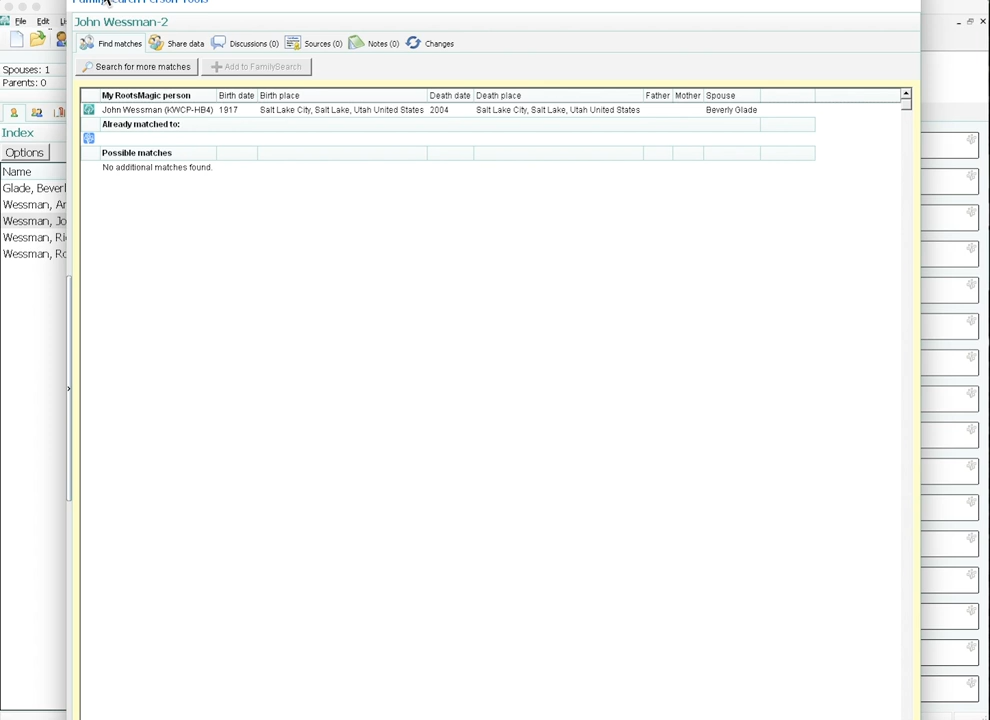 FamilySearch Person Tools
File Edit
John Wessman-2
Find matches Share data Discussions (0) Sources (0) Notes (0) Changes
Search for more matches Add to FamilySearch
Spouses: 1
Parents: 0
Index
Options
Name
Glade, Beverl
Wessman, Ar
Wessman, Jo
Wessman, Ri
Wessman, Ro
My RootsMagic person Birth date Birth place Death date Death place Father Mother Spouse
John Wessman (KWCP-HB4) 1917 Salt Lake City, Salt Lake, Utah United States 2004 Salt Lake City, Salt Lake, Utah United States Beverly Glade
Already matched to:
Possible matches
No additional matches found.